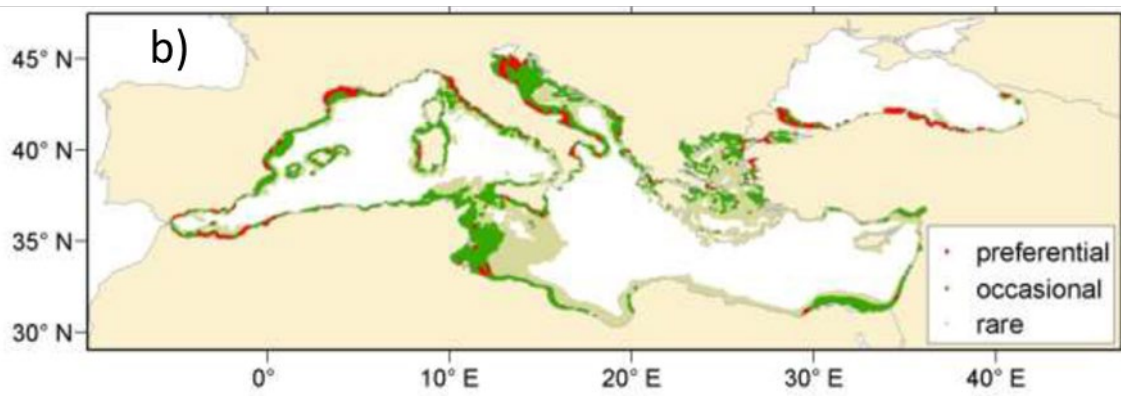 b)
45° N
40° N
35° N
30° N
preferential
occasional
rare
0° 10° E 20° E 30° E 40° E